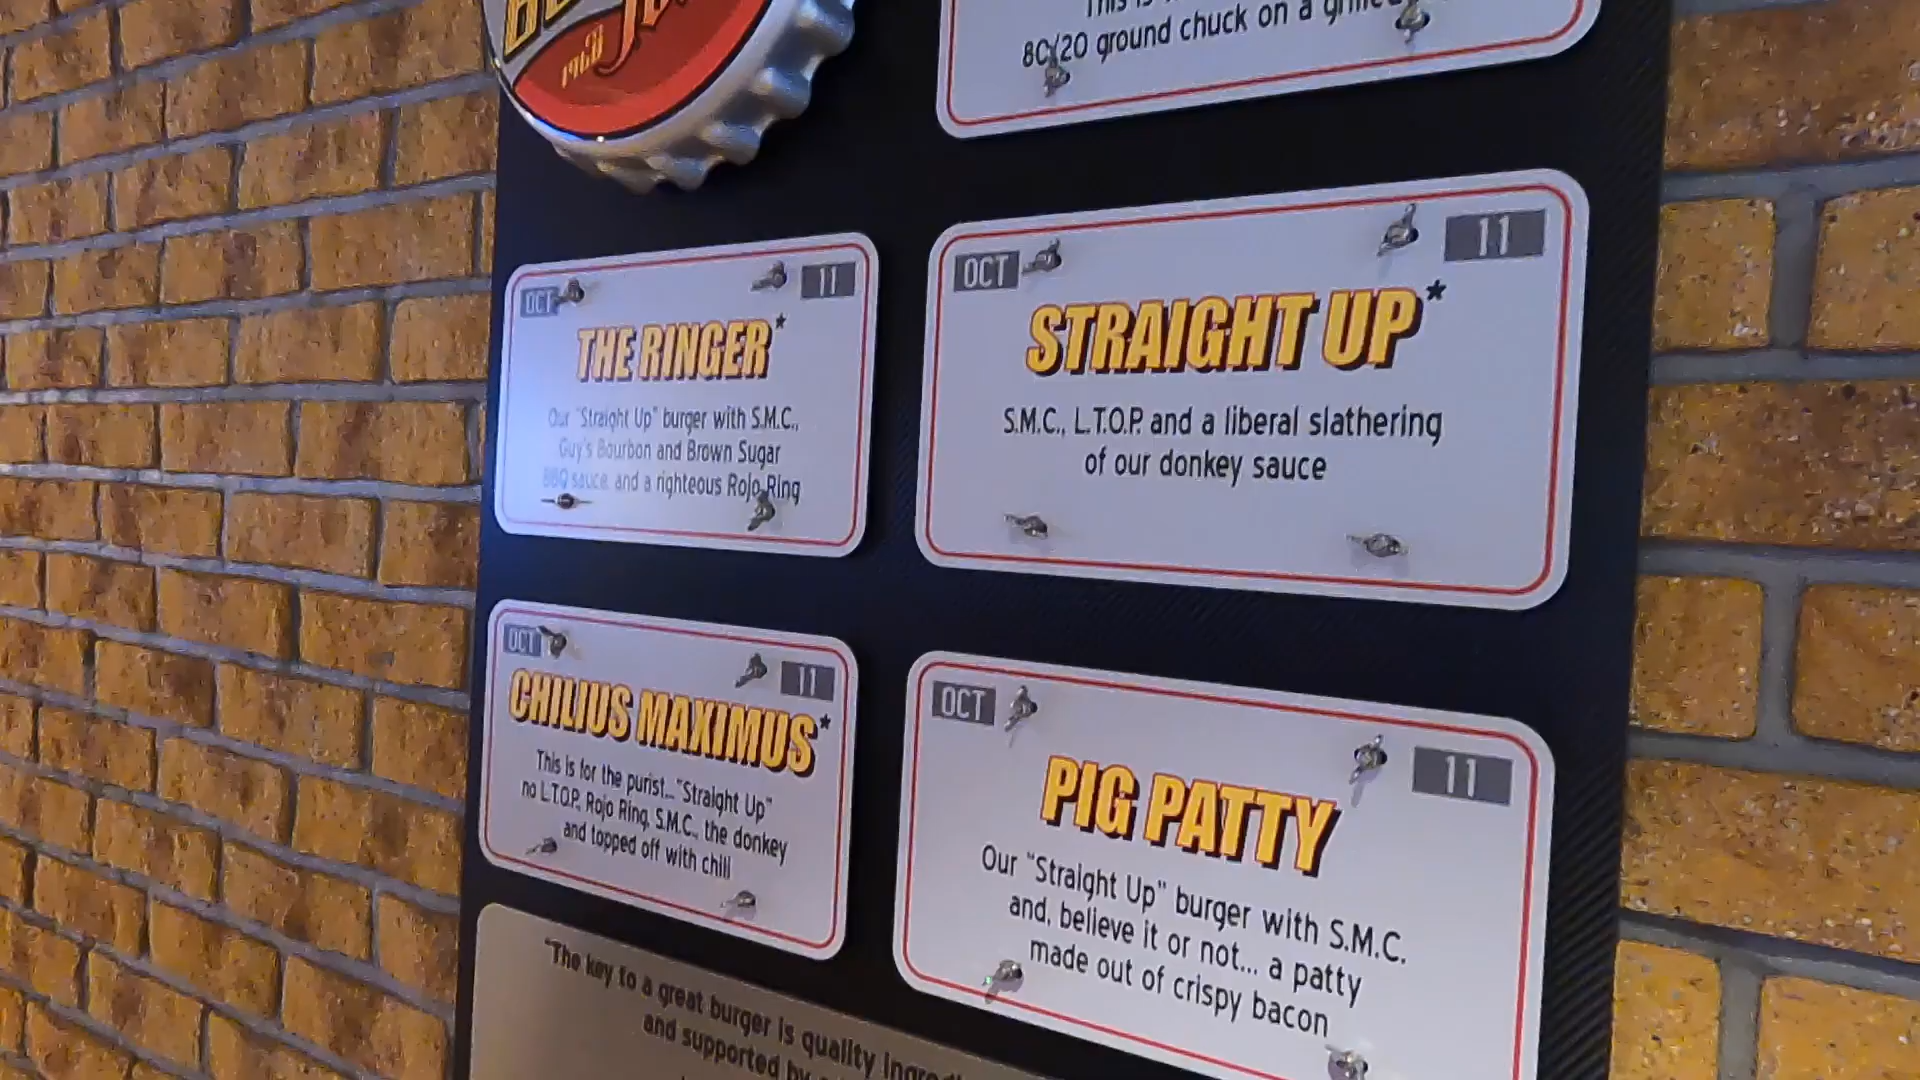 1968
This is
80/20 ground chuck on a grilled
OCT 11
THE RINGER*
Our "Straight Up" burger with S.M.C.,
Guy's Bourbon and Brown Sugar
BBQ sauce, and a righteous Rojo Ring
OCT 11
STRAIGHT UP*
S.M.C., L.T.O.P. and a liberal slathering
of our donkey sauce
OCT 11
CHILIUS MAXIMUS*
This is for the purist... "Straight Up"
no L.T.O.P., Rojo Ring, S.M.C., the donkey
and topped off with chili
OCT 11
PIG PATTY
Our "Straight Up" burger with S.M.C.
and, believe it or not... a patty
made out of crispy bacon
"The key to a great burger is quality
and supported by